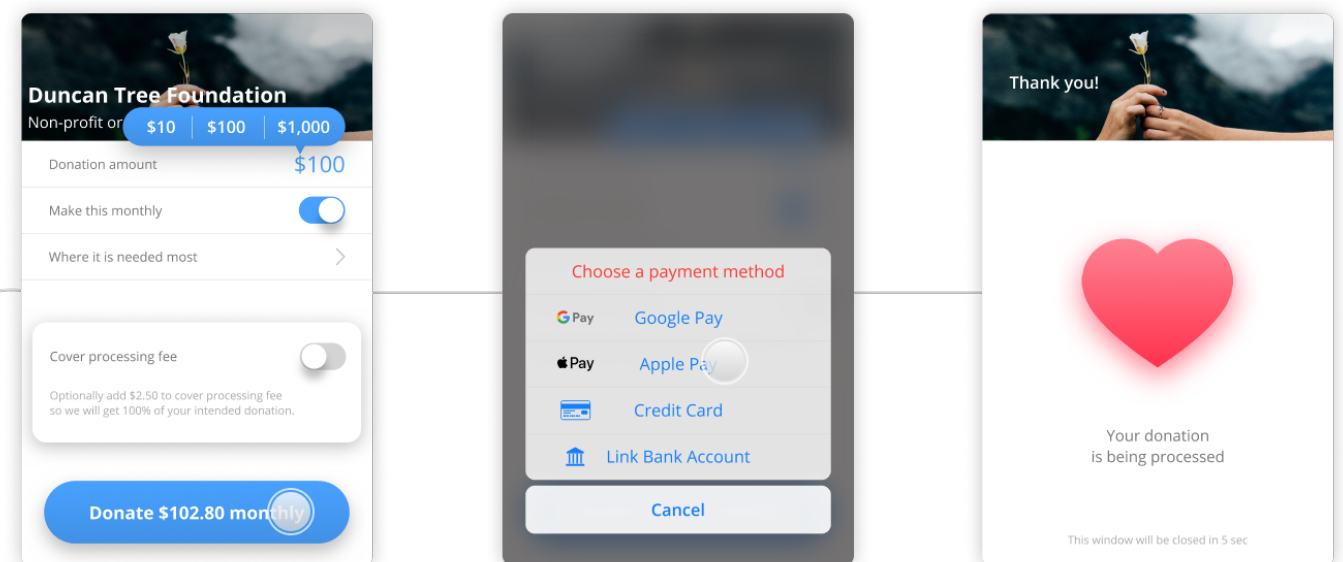 Duncan Tree Foundation
Non-profit or
$10 $100 $1,000
Donation amount $100
Make this monthly
Where it is needed most
Cover processing fee
Optionally add $2.50 to cover processing fee
so we will get 100% of your intended donation.
Donate $102.80 monthly
Choose a payment method
G Pay Google Pay
Pay Apple Pay
Credit Card
Link Bank Account
Cancel
Thank you!
Your donation
is being processed
This window will be closed in 5 sec